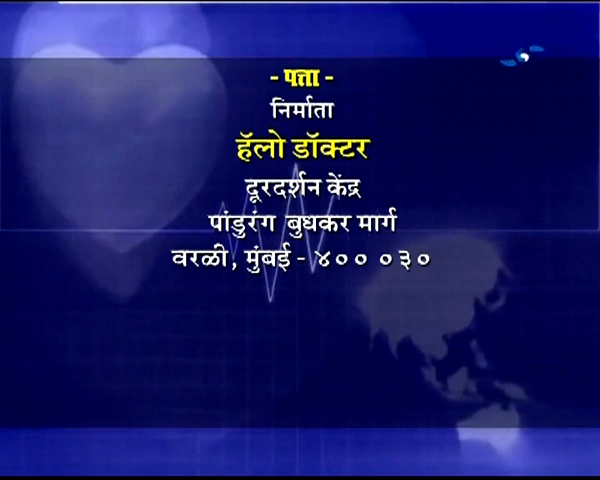 - पत्ता -
निर्माता
हॅलो डॉक्टर
दूरदर्शन केंद्र
पांडुरंग बुधकर मार्ग
वरळी, मुंबई - ४०० ०३०